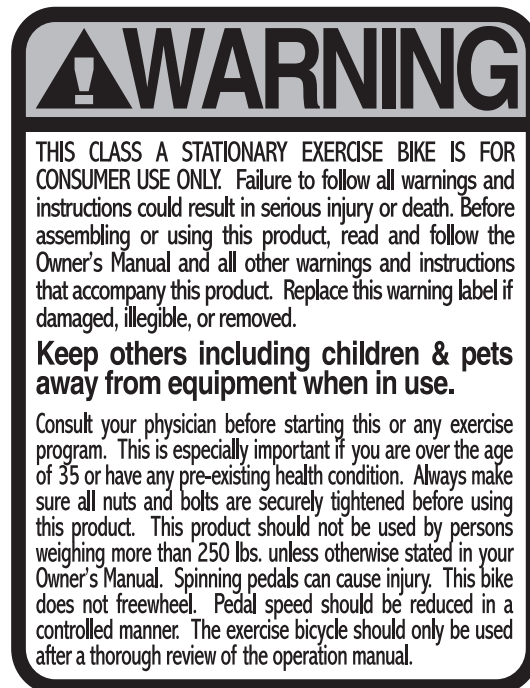 WARNING
THIS CLASS A STATIONARY EXERCISE BIKE IS FOR
CONSUMER USE ONLY. Failure to follow all warnings and
instructions could result in serious injury or death. Before
assembling or using this product, read and follow the
Owner's Manual and all other warnings and instructions
that accompany this product. Replace this warning label if
damaged, illegible, or removed.
Keep others including children & pets
away from equipment when in use.
Consult your physician before starting this or any exercise
program. This is especially important if you are over the age
of 35 or have any pre-existing health condition. Always make
sure all nuts and bolts are securely tightened before using
this product. This product should not be used by persons
weighing more than 250 lbs. unless otherwise stated in your
Owner's Manual. Spinning pedals can cause injury. This bike
does not freewheel. Pedal speed should be reduced in a
controlled manner. The exercise bicycle should only be used
after a thorough review of the operation manual.